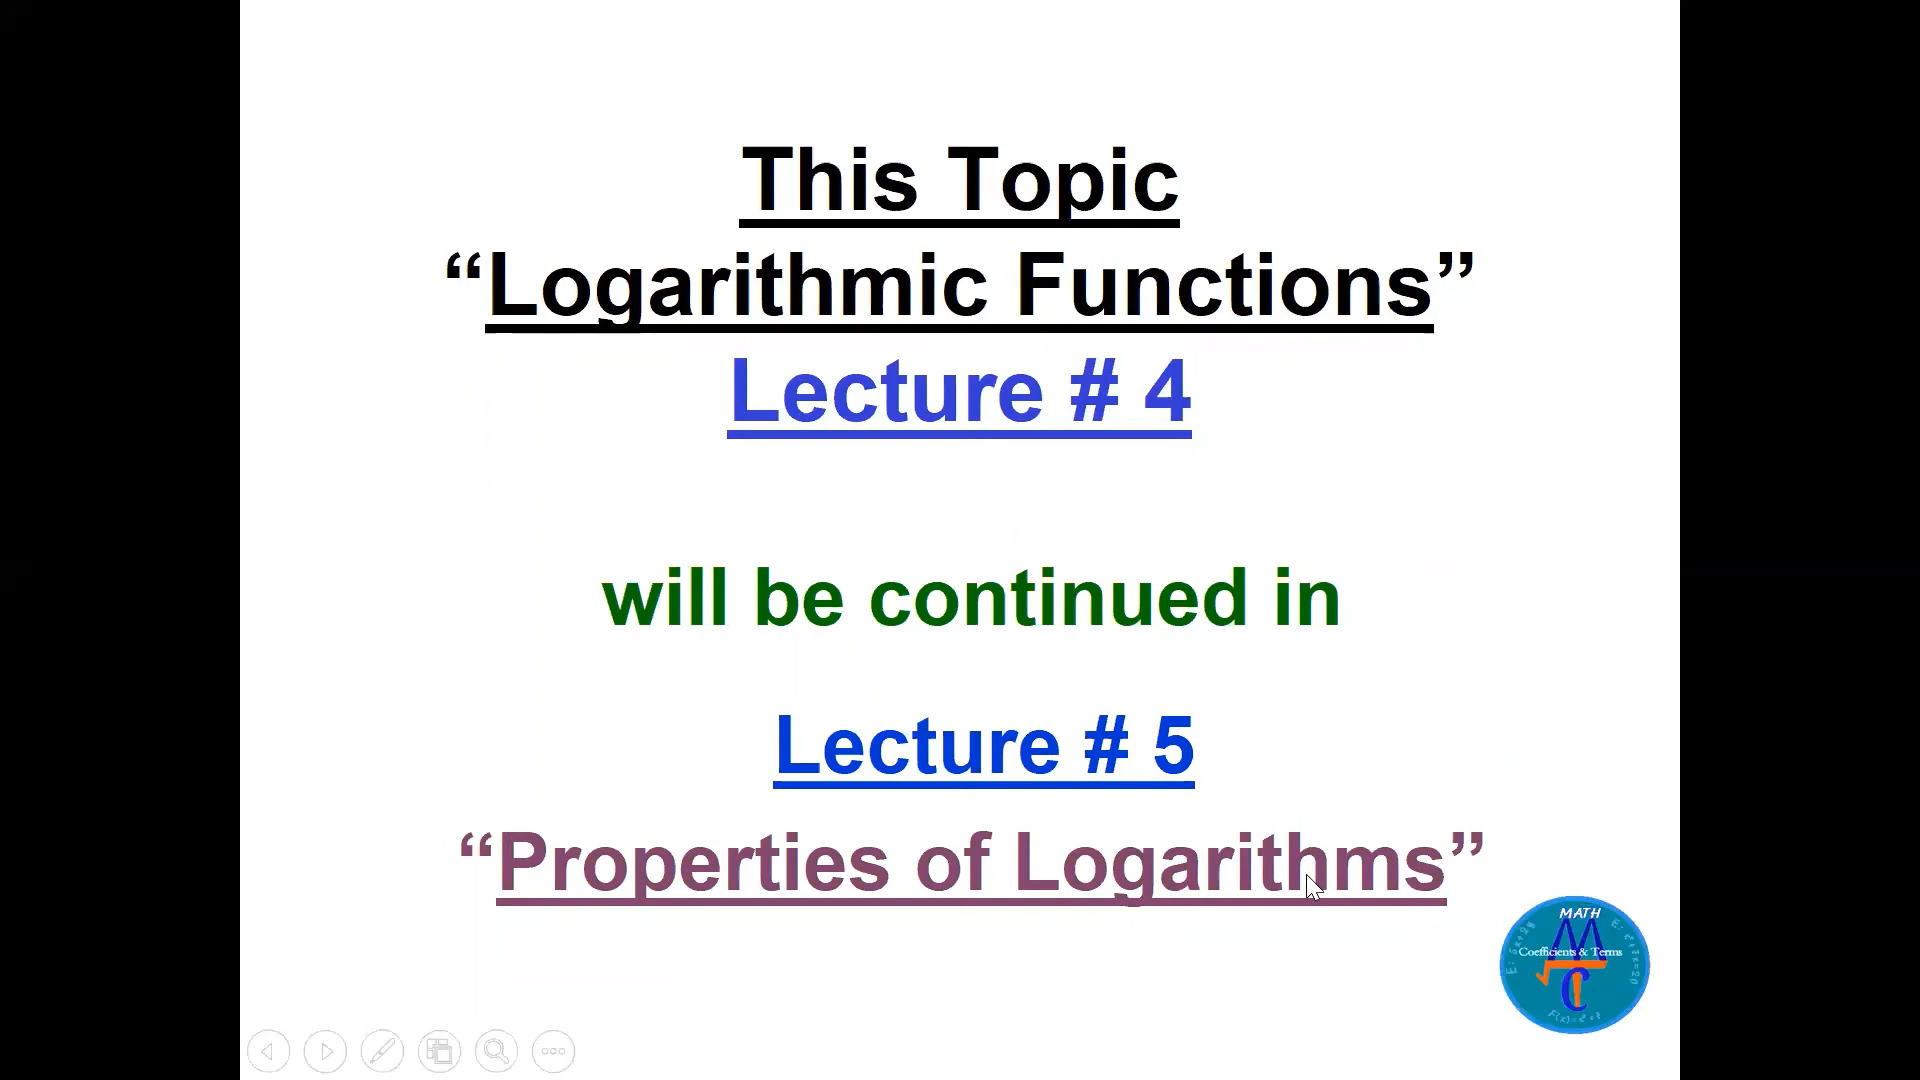 This Topic
“Logarithmic Functions”
Lecture # 4
will be continued in
Lecture # 5
“Properties of Logarithms”
MATH
Coefficients & Terms